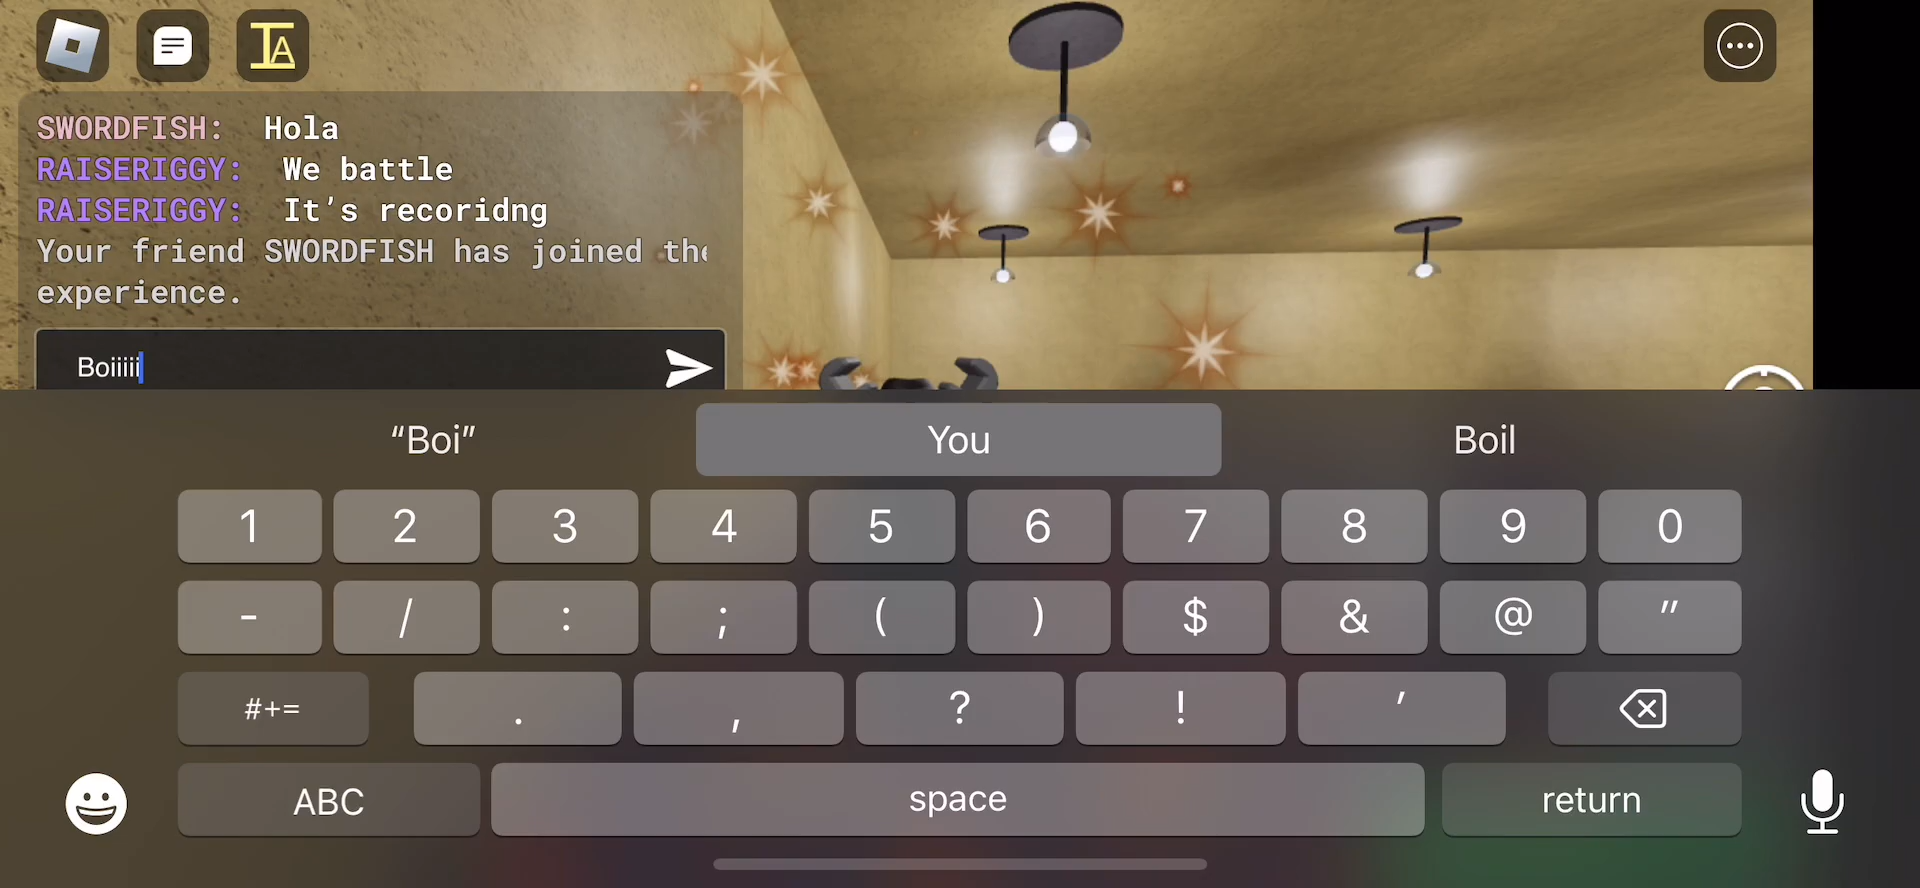 SWORDFISH: Hola
RAISERIGGY: We battle
RAISERIGGY: It’s recoridng
Your friend SWORDFISH has joined the
experience.
Boiiiii
“Boi” You Boil
1 2 3 4 5 6 7 8 9 0
- / : ; ( ) $ & @ "
#+= . , ? ! '
ABC space return